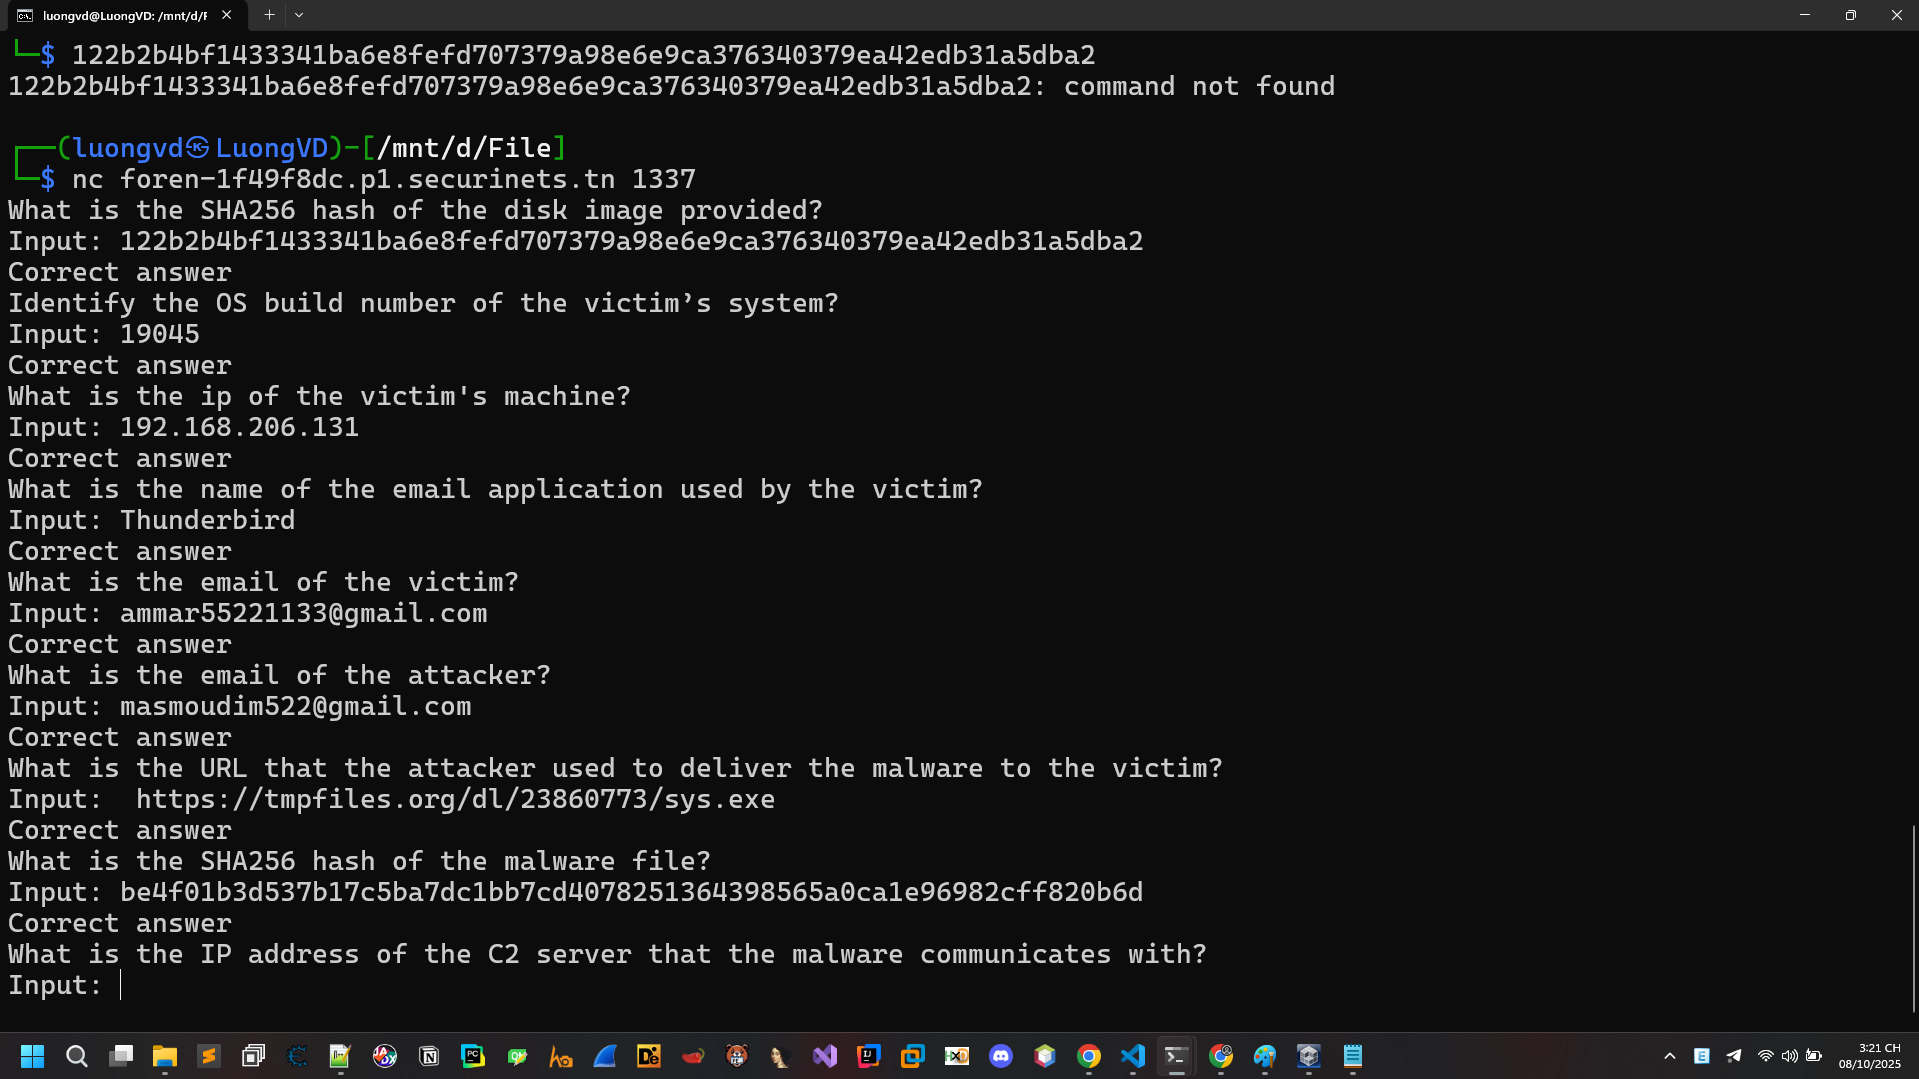 luongvd@LuongVD: /mnt/d/F
$ 122b2b4bf1433341ba6e8fefd707379a98e6e9ca376340379ea42edb31a5dba2
122b2b4bf1433341ba6e8fefd707379a98e6e9ca376340379ea42edb31a5dba2: command not found
(luongvd㉿LuongVD)-[/mnt/d/File]
$ nc foren-1f49f8dc.p1.securinets.tn 1337
What is the SHA256 hash of the disk image provided?
Input: 122b2b4bf1433341ba6e8fefd707379a98e6e9ca376340379ea42edb31a5dba2
Correct answer
Identify the OS build number of the victim’s system?
Input: 19045
Correct answer
What is the ip of the victim's machine?
Input: 192.168.206.131
Correct answer
What is the name of the email application used by the victim?
Input: Thunderbird
Correct answer
What is the email of the victim?
Input: ammar55221133@gmail.com
Correct answer
What is the email of the attacker?
Input: masmoudim522@gmail.com
Correct answer
What is the URL that the attacker used to deliver the malware to the victim?
Input:  https://tmpfiles.org/dl/23860773/sys.exe
Correct answer
What is the SHA256 hash of the malware file?
Input: be4f01b3d537b17c5ba7dc1bb7cd4078251364398565a0ca1e96982cff820b6d
Correct answer
What is the IP address of the C2 server that the malware communicates with?
Input:
3:21 CH
08/10/2025